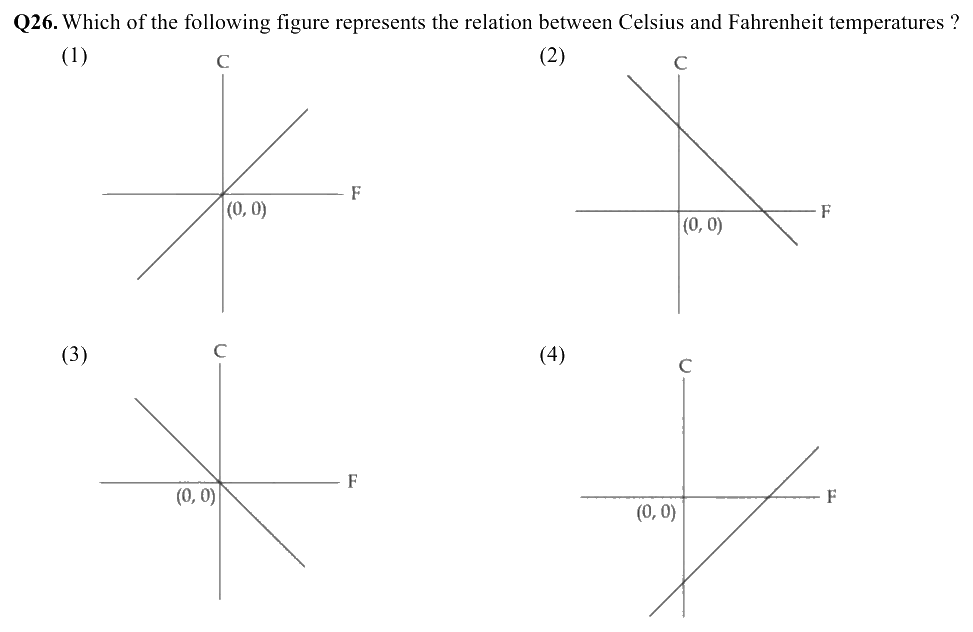 Q26. Which of the following figure represents the relation between Celsius and Fahrenheit temperatures ?
(1)
C
F
(0, 0)
(2)
C
F
(0, 0)
(3)
C
F
(0, 0)
(4)
C
F
(0, 0)